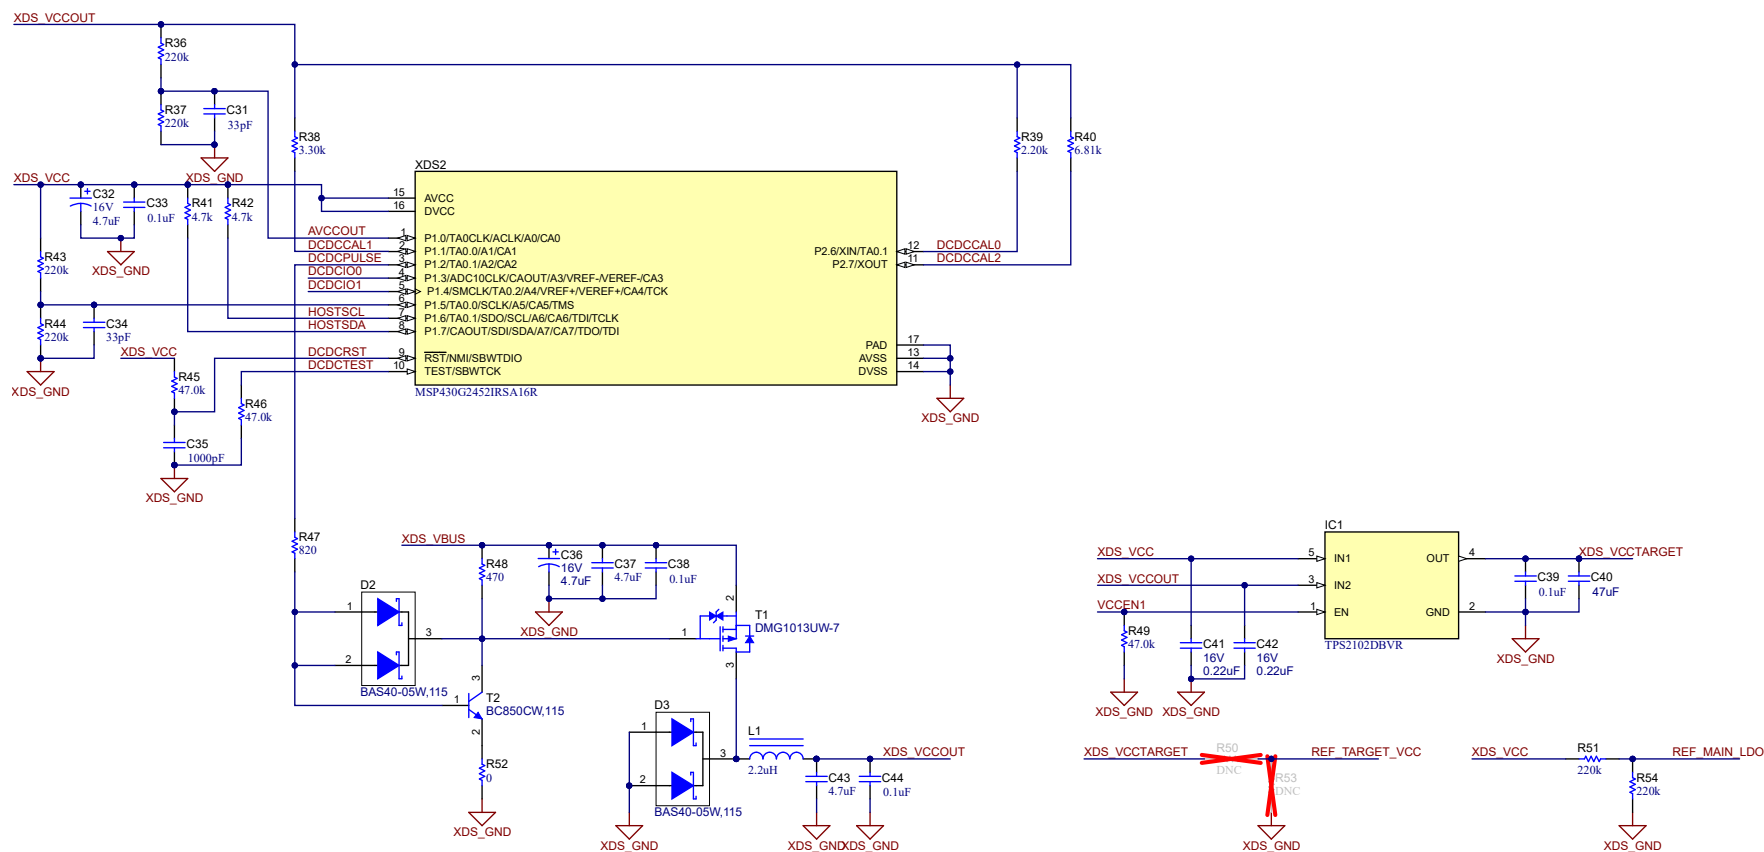 XDS_VCCOUT
R36
220k
R37
220k
C31
33pF
XDS_GND
R38
3.30k
R39
2.20k
R40
6.81k
XDS_VCC
C32
16V
4.7uF
C33
0.1uF
R41
4.7k
R42
4.7k
XDS_GND
R43
220k
R44
220k
C34
33pF
XDS_GND
XDS_VCC
R45
47.0k
R46
47.0k
C35
1000pF
XDS_GND
XDS2
15 AVCC
16 DVCC
AVCCOUT 1 P1.0/TA0CLK/ACLK/A0/CA0
DCDCCAL1 2 P1.1/TA0.0/A1/CA1
DCDCPULSE 3 P1.2/TA0.1/A2/CA2
DCDCIO0 4 P1.3/ADC10CLK/CAOUT/A3/VREF-/VEREF-/CA3
DCDCIO1 5 P1.4/SMCLK/TA0.2/A4/VREF+/VEREF+/CA4/TCK
6 P1.5/TA0.0/SCLK/A5/CA5/TMS
HOSTSCL 7 P1.6/TA0.1/SDO/SCL/A6/CA6/TDI/TCLK
HOSTSDA 8 P1.7/CAOUT/SDI/SDA/A7/CA7/TDO/TDI
DCDCRST 9 RST/NMI/SBWTDIO
DCDCTEST 10 TEST/SBWTCK
P2.6/XIN/TA0.1 12 DCDCCAL0
P2.7/XOUT 11 DCDCCAL2
PAD 17
AVSS 13
DVSS 14
MSP430G2452IRSA16R
XDS_GND
R47
820
XDS_VBUS
R48
470
C36
16V
4.7uF
C37
4.7uF
C38
0.1uF
XDS_GND
D2
1
2
3
BAS40-05W,115
1
2
3
T1
DMG1013UW-7
1
2
3
T2
BC850CW,115
R52
0
XDS_GND
D3
1
2
3
BAS40-05W,115
XDS_GND
L1
2.2uH
XDS_VCCOUT
C43
4.7uF
C44
0.1uF
XDS_GND
XDS_GND
IC1
XDS_VCC 5 IN1
XDS_VCCOUT 3 IN2
VCCEN1 1 EN
OUT 4 XDS_VCCTARGET
GND 2
TPS2102DBVR
R49
47.0k
C41
16V
0.22uF
C42
16V
0.22uF
XDS_GND
XDS_GND
C39
0.1uF
C40
47uF
XDS_GND
XDS_VCCTARGET
R50
DNC
REF_TARGET_VCC
R53
DNC
XDS_GND
XDS_VCC
R51
220k
REF_MAIN_LDO
R54
220k
XDS_GND